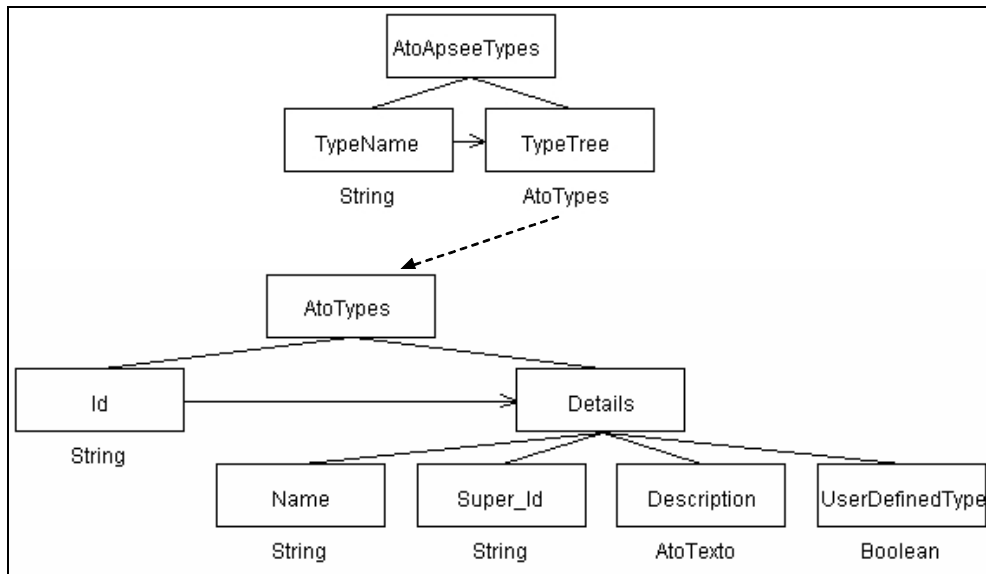 AtoApseeTypes
TypeName
TypeTree
String
AtoTypes
AtoTypes
Id
Details
String
Name
Super_Id
Description
UserDefinedType
String
String
AtoTexto
Boolean